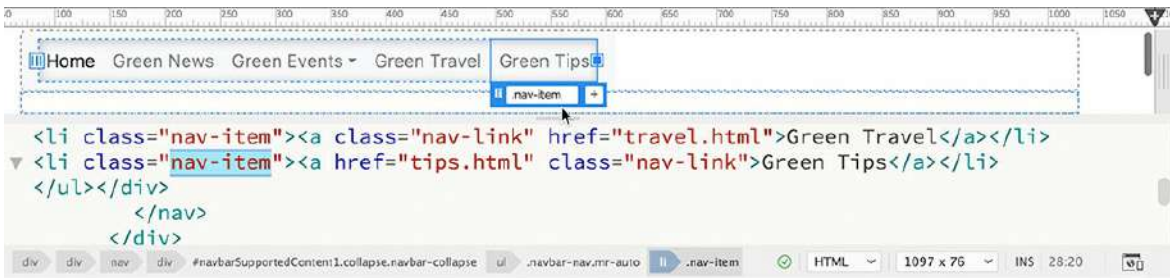 0 100 150 200 250 300 350 400 450 500 550 600 650 700 750 800 850 900 950 1000 1050
Home Green News Green Events Green Travel Green Tips
.nav-item +
<li class="nav-item"><a class="nav-link" href="travel.html">Green Travel</a></li>
<li class="nav-item"><a href="tips.html" class="nav-link">Green Tips</a></li>
</ul></div>
</nav>
</div>
div div nav div #navbarSupportedContent1.collapse.navbar-collapse ul .navbar-nav.mr-auto li .nav-item HTML 1097 x 76 INS 28:20